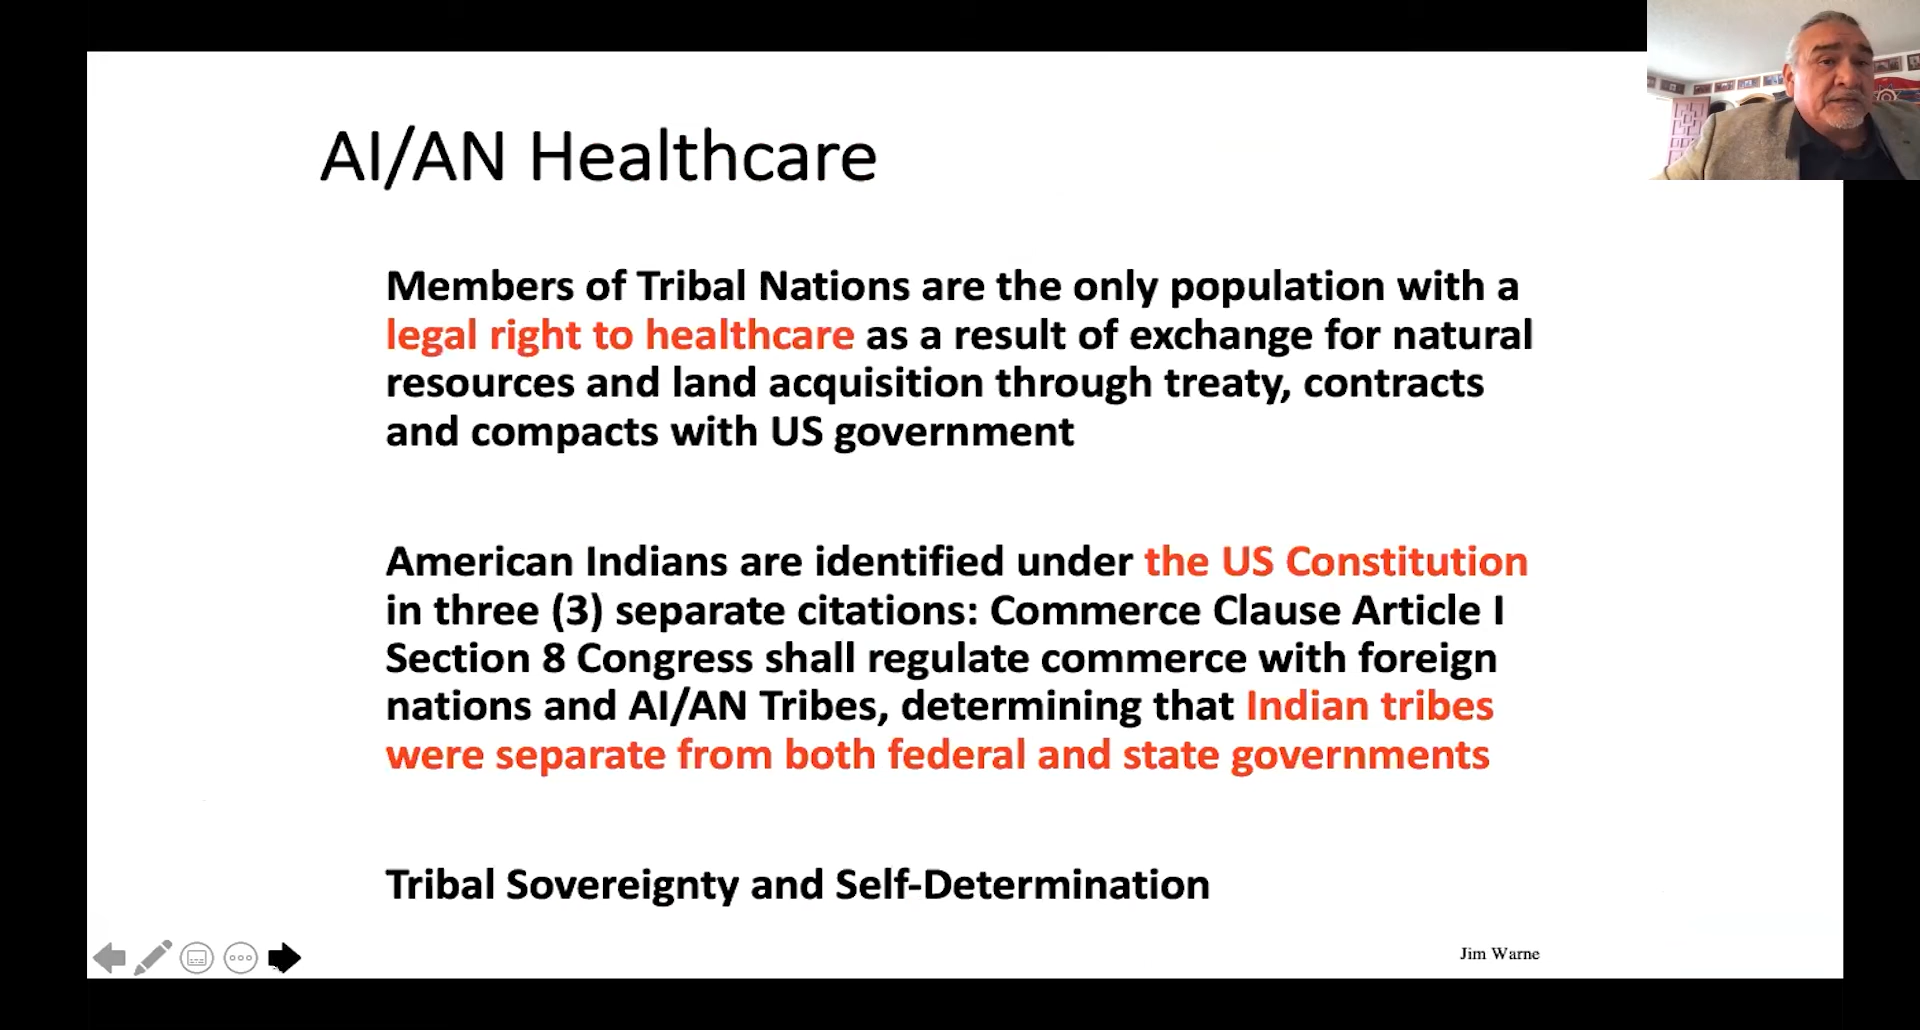 AI/AN Healthcare
Members of Tribal Nations are the only population with a
legal right to healthcare as a result of exchange for natural
resources and land acquisition through treaty, contracts
and compacts with US government
American Indians are identified under the US Constitution
in three (3) separate citations: Commerce Clause Article I
Section 8 Congress shall regulate commerce with foreign
nations and AI/AN Tribes, determining that Indian tribes
were separate from both federal and state governments
Tribal Sovereignty and Self-Determination
Jim Warne